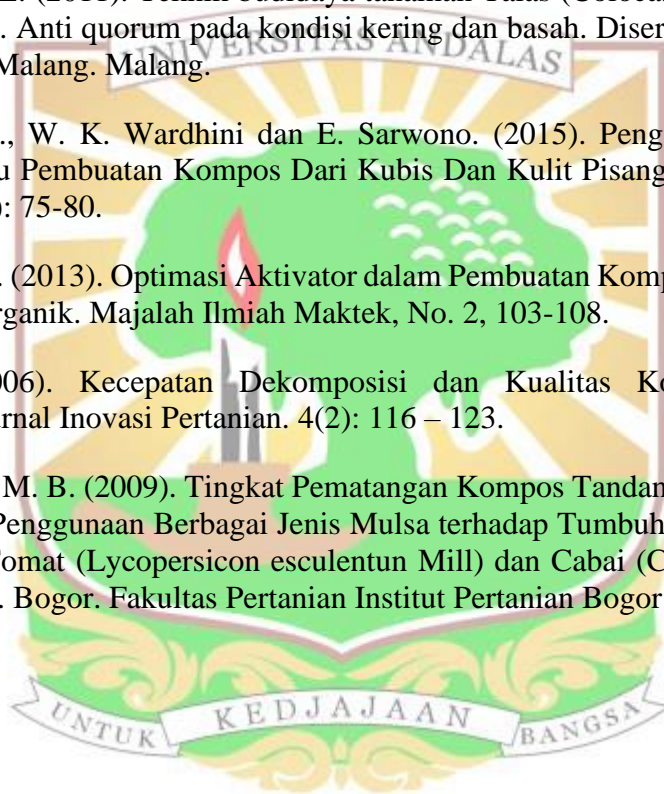 . (2011). Teknik budidaya tanaman Talas (Coloca
. Anti quorum pada kondisi kering dan basah. Diser
UNIVERSITAS ANDALAS
Malang. Malang.
., W. K. Wardhini dan E. Sarwono. (2015). Peng
u Pembuatan Kompos Dari Kubis Dan Kulit Pisang
): 75-80.
. (2013). Optimasi Aktivator dalam Pembuatan Komp
rganik. Majalah Ilmiah Maktek, No. 2, 103-108.
006). Kecepatan Dekomposisi dan Kualitas Ko
urnal Inovasi Pertanian. 4(2): 116 – 123.
M. B. (2009). Tingkat Pematangan Kompos Tandan
Penggunaan Berbagai Jenis Mulsa terhadap Tumbuh
Tomat (Lycopersicon esculentun Mill) dan Cabai (C
. Bogor. Fakultas Pertanian Institut Pertanian Bogor
UNTUK KEDJAJAAN BANGSA